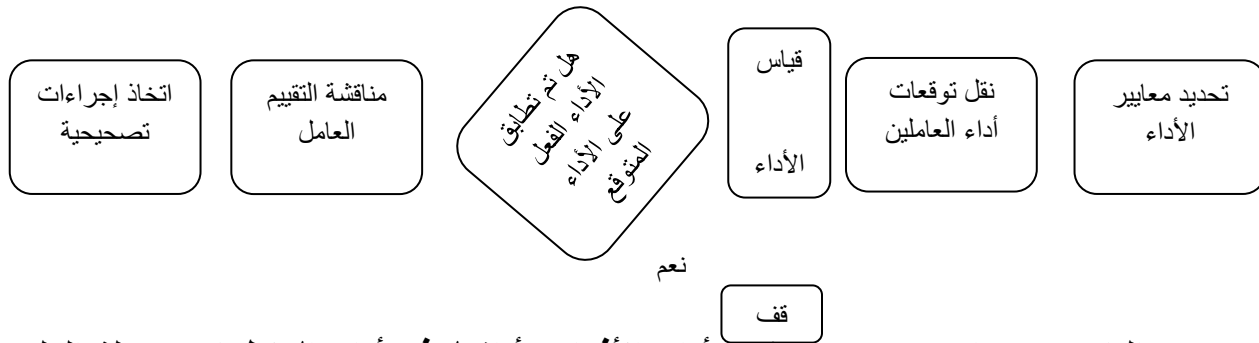 تحديد معايير
الأداء
نقل توقعات
أداء العاملين
قياس
الأداء
هل تم تطابق
الأداء الفعل
على الأداء
المتوقع
مناقشة التقييم
العامل
اتخاذ إجراءات
تصحيحية
نعم
قف